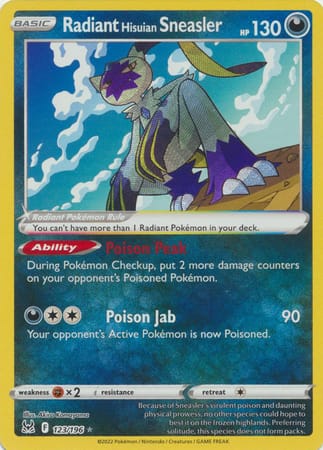 BASIC
Radiant Hisuian Sneasler HP 130
Radiant Pokémon Rule
You can't have more than 1 Radiant Pokémon in your deck.
Ability Poison Peak
During Pokémon Checkup, put 2 more damage counters
on your opponent's Poisoned Pokémon.
Poison Jab 90
Your opponent's Active Pokémon is now Poisoned.
weakness ×2 resistance retreat
Illus. Akira Komayama
F 123/196
Because of Sneasler's virulent poison and daunting
physical prowess, no other species could hope to
best it on the frozen highlands. Preferring
solitude, this species does not form packs.
©2022 Pokémon / Nintendo / Creatures / GAME FREAK